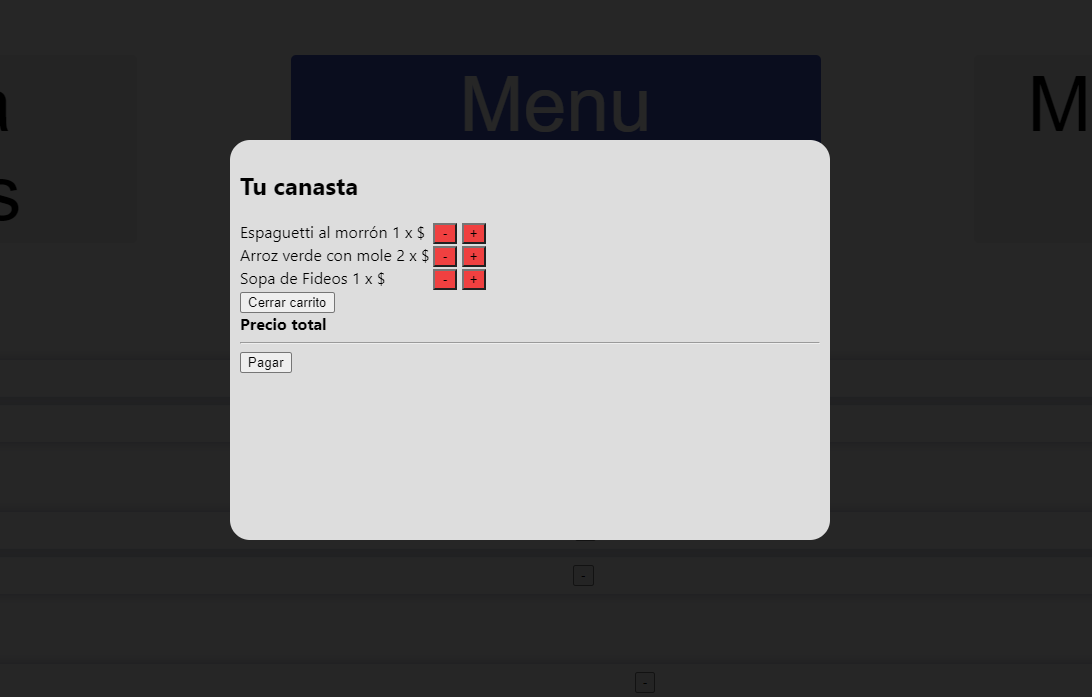 a
Menu
M
s
Tu canasta
Espaguetti al morrón 1 x $ - +
Arroz verde con mole 2 x $ - +
Sopa de Fideos 1 x $ - +
Cerrar carrito
Precio total
Pagar
-
-